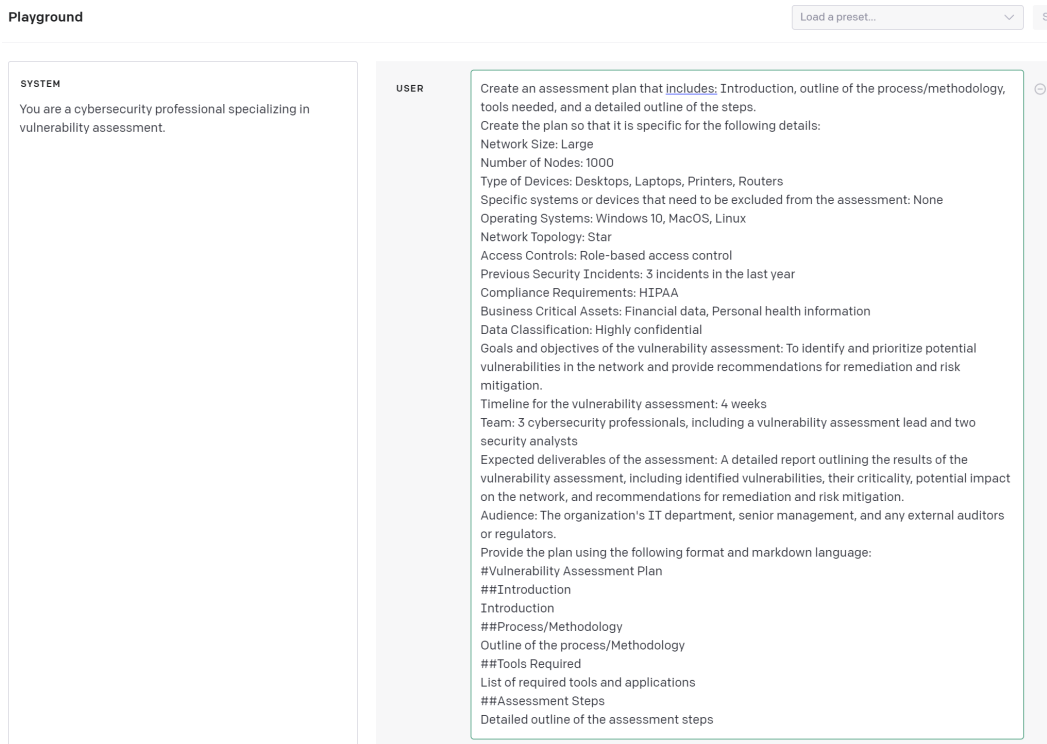 Playground
Load a preset...
S
SYSTEM
You are a cybersecurity professional specializing in
vulnerability assessment.
USER
Create an assessment plan that includes: Introduction, outline of the process/methodology,
tools needed, and a detailed outline of the steps.
Create the plan so that it is specific for the following details:
Network Size: Large
Number of Nodes: 1000
Type of Devices: Desktops, Laptops, Printers, Routers
Specific systems or devices that need to be excluded from the assessment: None
Operating Systems: Windows 10, MacOS, Linux
Network Topology: Star
Access Controls: Role-based access control
Previous Security Incidents: 3 incidents in the last year
Compliance Requirements: HIPAA
Business Critical Assets: Financial data, Personal health information
Data Classification: Highly confidential
Goals and objectives of the vulnerability assessment: To identify and prioritize potential
vulnerabilities in the network and provide recommendations for remediation and risk
mitigation.
Timeline for the vulnerability assessment: 4 weeks
Team: 3 cybersecurity professionals, including a vulnerability assessment lead and two
security analysts
Expected deliverables of the assessment: A detailed report outlining the results of the
vulnerability assessment, including identified vulnerabilities, their criticality, potential impact
on the network, and recommendations for remediation and risk mitigation.
Audience: The organization's IT department, senior management, and any external auditors
or regulators.
Provide the plan using the following format and markdown language:
#Vulnerability Assessment Plan
##Introduction
Introduction
##Process/Methodology
Outline of the process/Methodology
##Tools Required
List of required tools and applications
##Assessment Steps
Detailed outline of the assessment steps